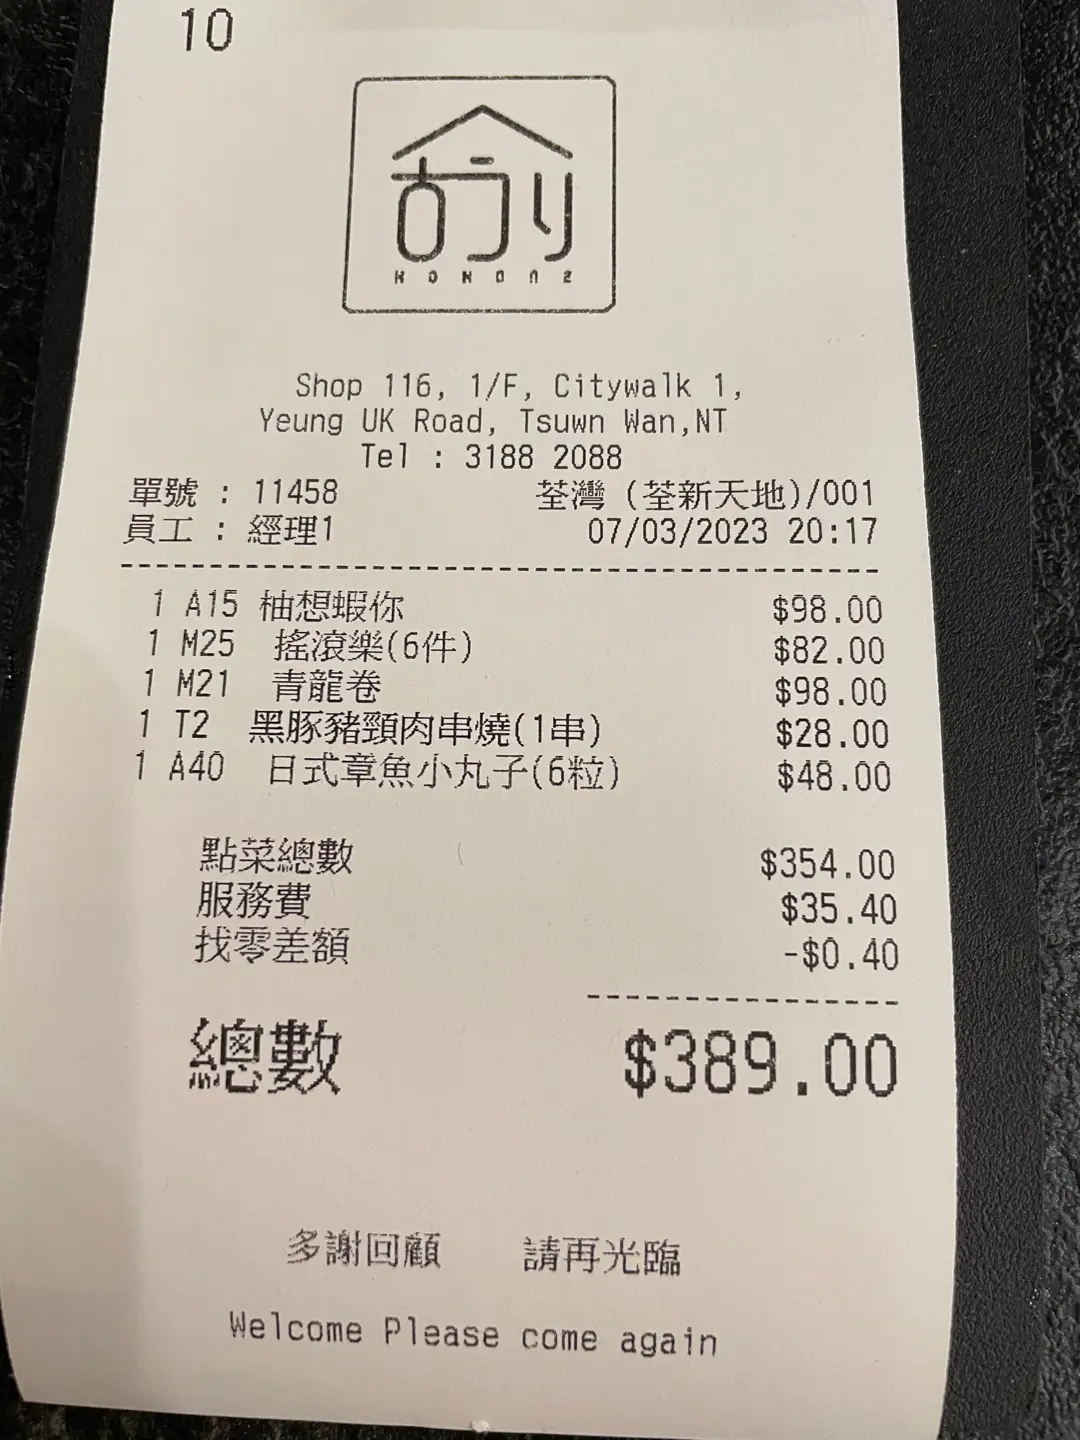 10
KONOHZ
Shop 116, 1/F, Citywalk 1,
Yeung UK Road, Tsuwn Wan,NT
Tel : 3188 2088
單號 : 11458 荃灣 (荃新天地)/001
員工 : 經理1 07/03/2023 20:17
1 A15 柚想蝦你 $98.00
1 M25 搖滾樂(6件) $82.00
1 M21 青龍卷 $98.00
1 T2 黑豚豬頸肉串燒(1串) $28.00
1 A40 日式章魚小丸子(6粒) $48.00
點菜總數 $354.00
服務費 $35.40
找零差額 -$0.40
總數 $389.00
多謝回顧 請再光臨
Welcome Please come again